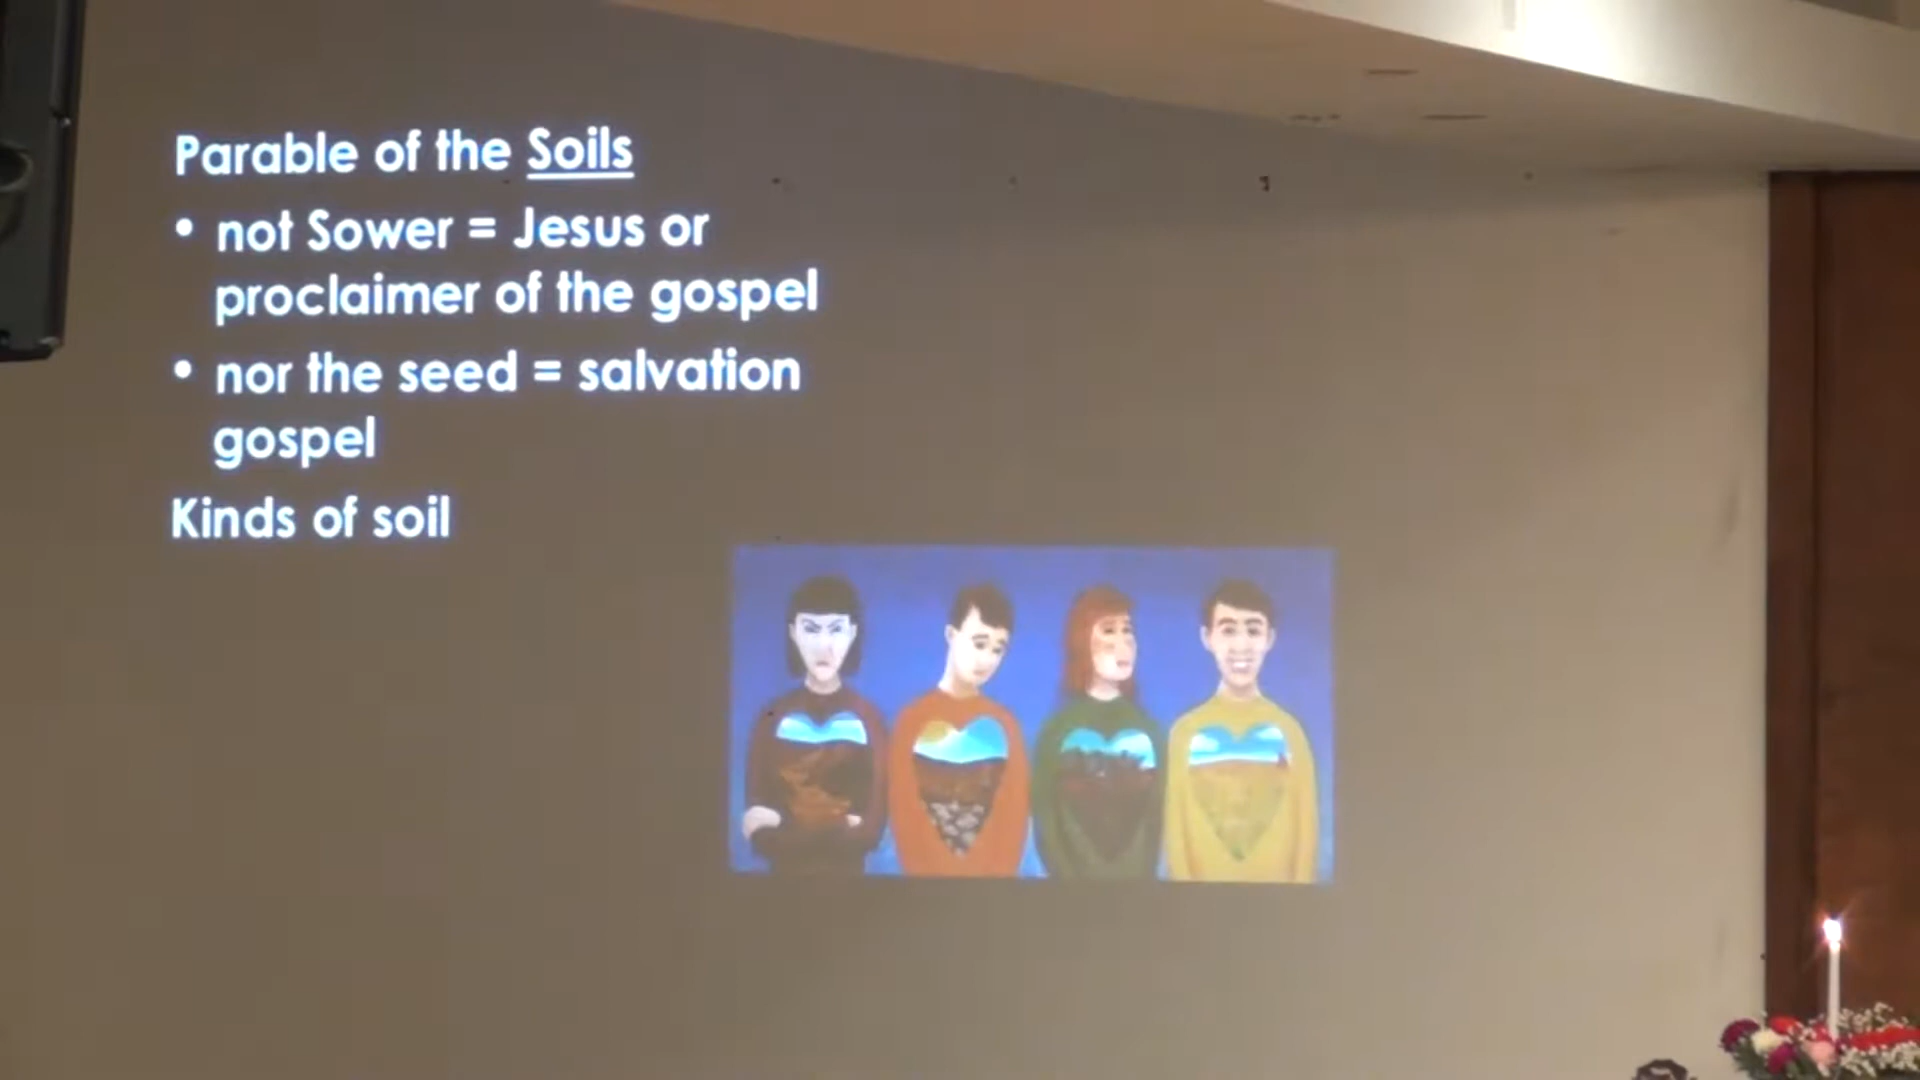 Parable of the Soils
• not Sower = Jesus or
proclaimer of the gospel
• nor the seed = salvation
gospel
Kinds of soil